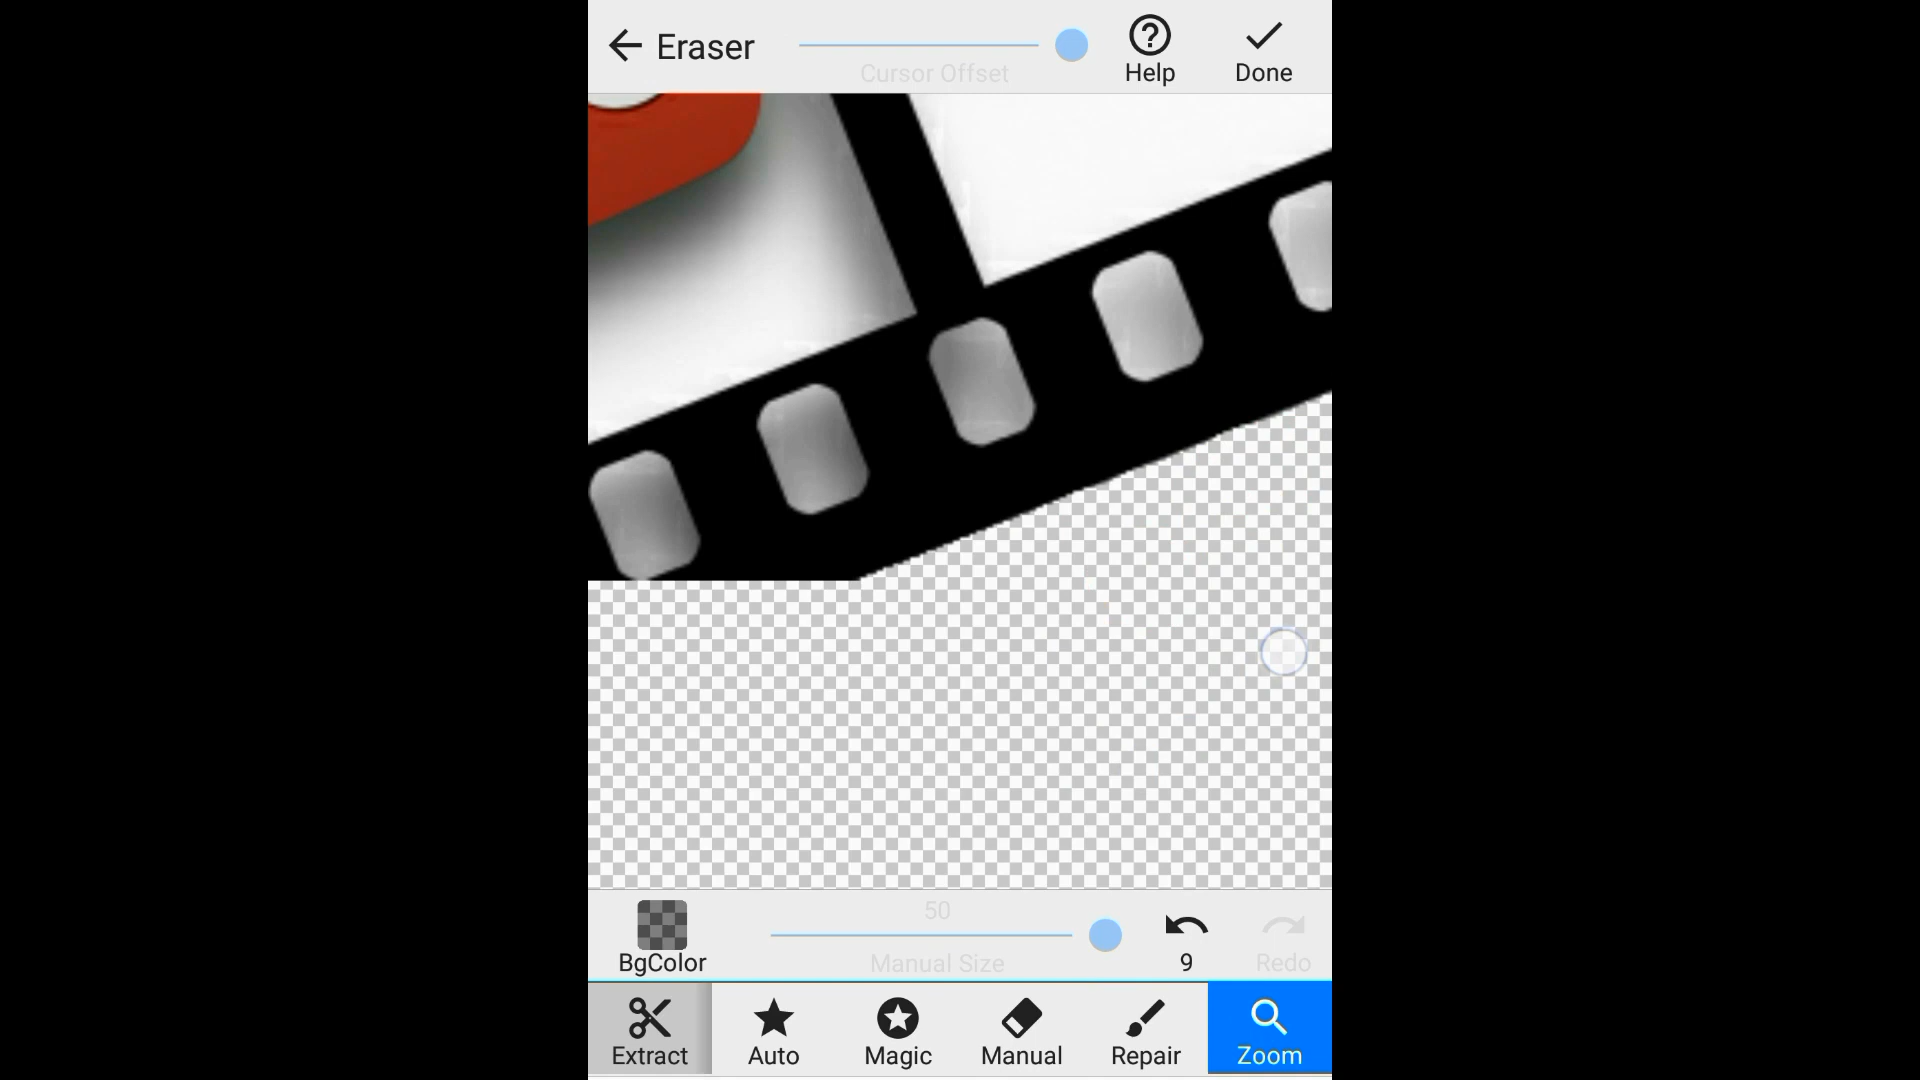 Eraser
Cursor Offset
Help
Done
BgColor
50
Manual Size
9
Redo
Extract
Auto
Magic
Manual
Repair
Zoom